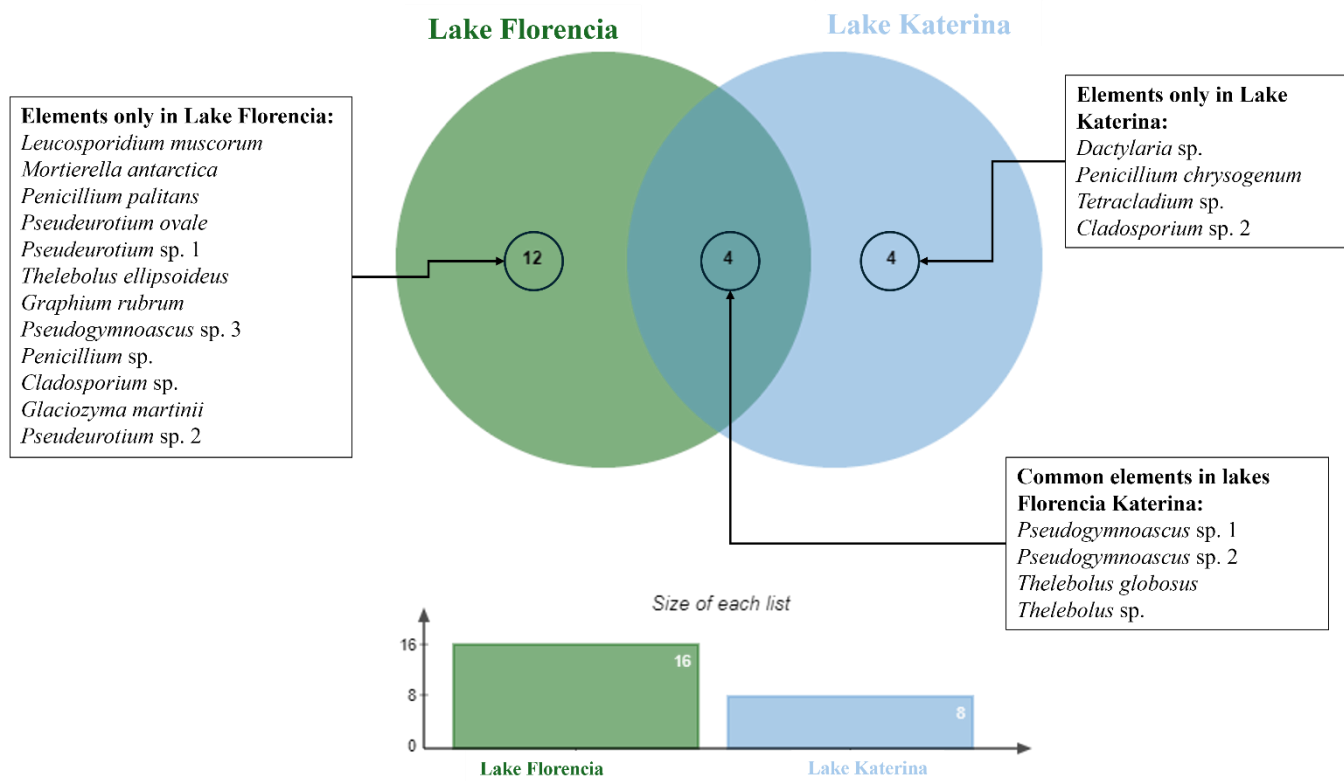 Lake Florencia
Lake Katerina
Elements only in Lake Florencia:
Leucosporidium muscorum
Mortierella antarctica
Penicillium palitans
Pseudeurotium ovale
Pseudeurotium sp. 1
Thelebolus ellipsoideus
Graphium rubrum
Pseudogymnoascus sp. 3
Penicillium sp.
Cladosporium sp.
Glaciozyma martinii
Pseudeurotium sp. 2
12
4
4
Elements only in Lake
Katerina:
Dactylaria sp.
Penicillium chrysogenum
Tetracladium sp.
Cladosporium sp. 2
Common elements in lakes
Florencia Katerina:
Pseudogymnoascus sp. 1
Pseudogymnoascus sp. 2
Thelebolus globosus
Thelebolus sp.
Size of each list
16
8
0
16
8
Lake Florencia
Lake Katerina